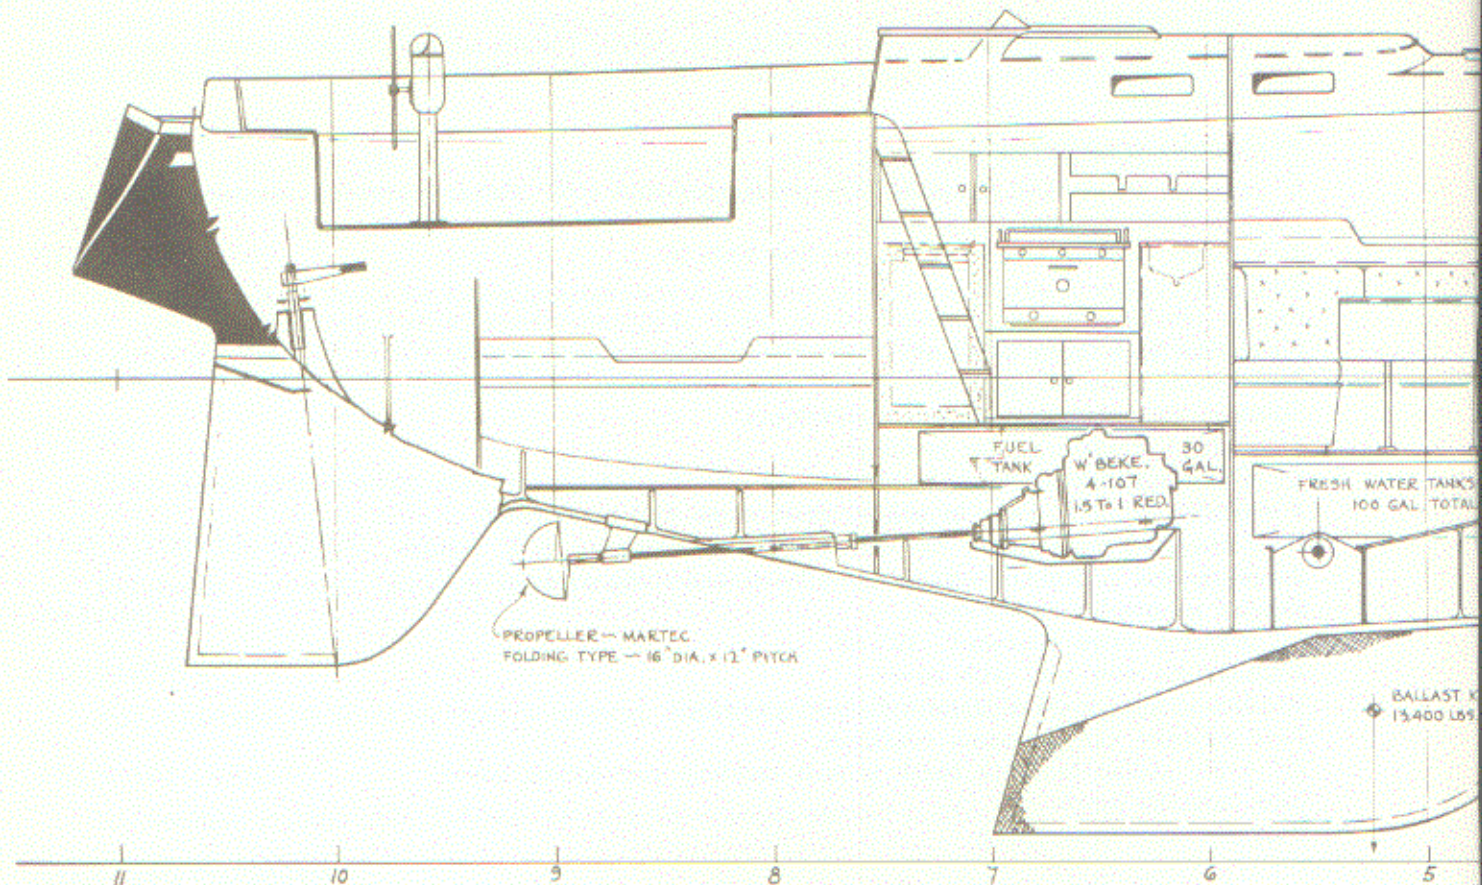 FUEL
TANK
30
GAL.
W'BEKE.
4-107
1.5 TO 1 RED.
FRESH WATER TANKS
100 GAL TOTAL
PROPELLER ~ MARTEC
FOLDING TYPE ~ 16" DIA. x 12" PITCH
BALLAST K
13,400 LBS.
11 10 9 8 7 6 5